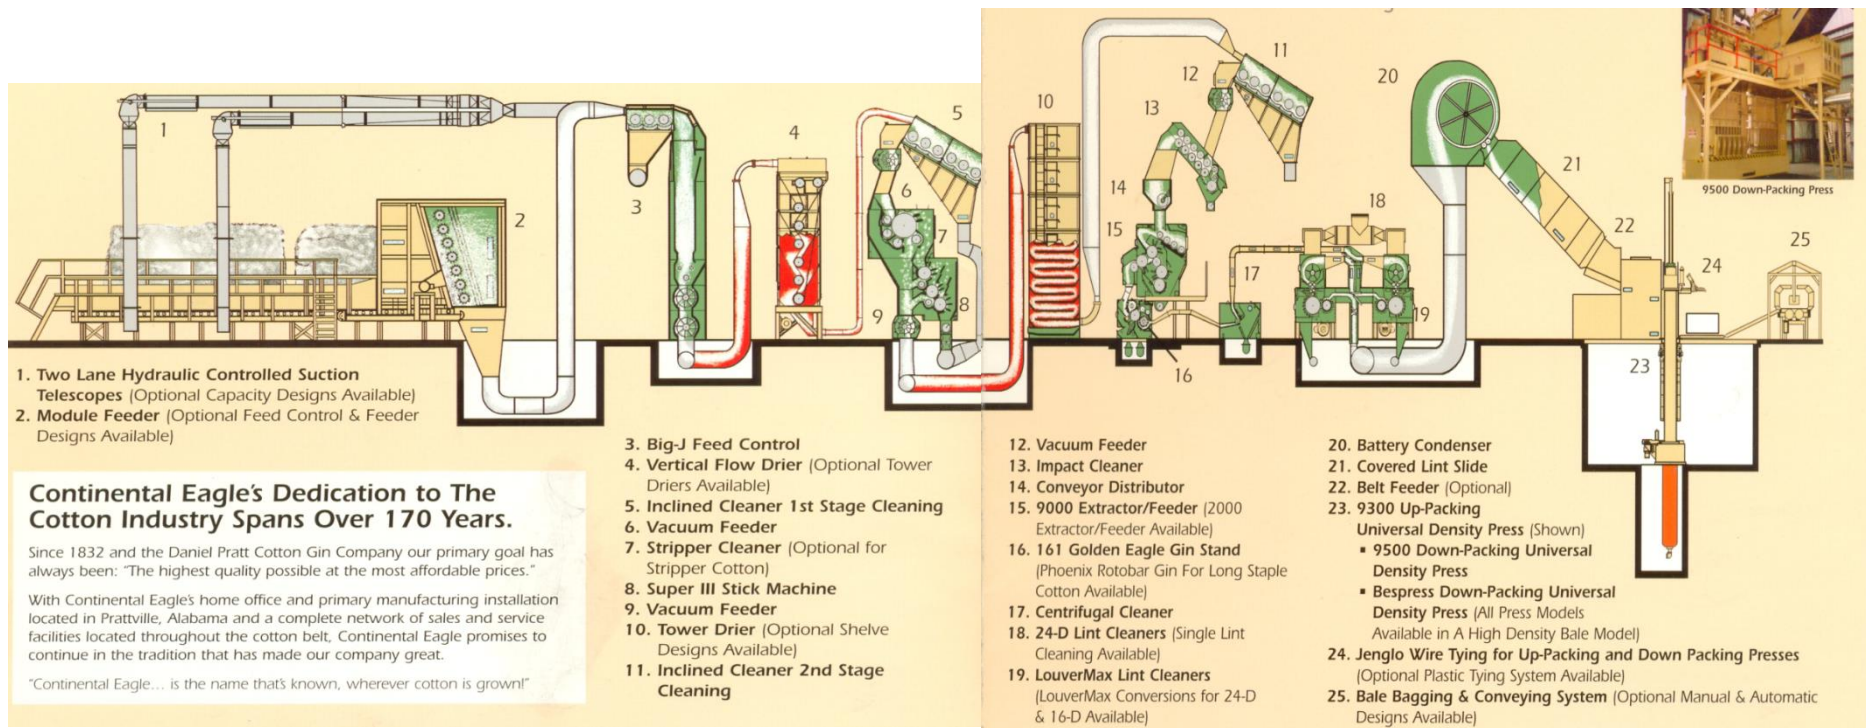 1
2
3
4
5
6
7
8
9
10
11
12
13
14
15
16
17
18
19
20
21
22
23
24
25
9500 Down-Packing Press
1. Two Lane Hydraulic Controlled Suction
Telescopes (Optional Capacity Designs Available)
2. Module Feeder (Optional Feed Control & Feeder
Designs Available)
Continental Eagle's Dedication to The
Cotton Industry Spans Over 170 Years.
Since 1832 and the Daniel Pratt Cotton Gin Company our primary goal has
always been: "The highest quality possible at the most affordable prices."
With Continental Eagle's home office and primary manufacturing installation
located in Prattville, Alabama and a complete network of sales and service
facilities located throughout the cotton belt, Continental Eagle promises to
continue in the tradition that has made our company great.
"Continental Eagle... is the name that's known, wherever cotton is grown!"
3. Big-J Feed Control
4. Vertical Flow Drier (Optional Tower
Driers Available)
5. Inclined Cleaner 1st Stage Cleaning
6. Vacuum Feeder
7. Stripper Cleaner (Optional for
Stripper Cotton)
8. Super III Stick Machine
9. Vacuum Feeder
10. Tower Drier (Optional Shelve
Designs Available)
11. Inclined Cleaner 2nd Stage
Cleaning
12. Vacuum Feeder
13. Impact Cleaner
14. Conveyor Distributor
15. 9000 Extractor/Feeder (2000
Extractor/Feeder Available)
16. 161 Golden Eagle Gin Stand
(Phoenix Rotobar Gin For Long Staple
Cotton Available)
17. Centrifugal Cleaner
18. 24-D Lint Cleaners (Single Lint
Cleaning Available)
19. LouverMax Lint Cleaners
(LouverMax Conversions for 24-D
& 16-D Available)
20. Battery Condenser
21. Covered Lint Slide
22. Belt Feeder (Optional)
23. 9300 Up-Packing
Universal Density Press (Shown)
▪ 9500 Down-Packing Universal
Density Press
▪ Bespress Down-Packing Universal
Density Press (All Press Models
Available in A High Density Bale Model)
24. Jenglo Wire Tying for Up-Packing and Down Packing Presses
(Optional Plastic Tying System Available)
25. Bale Bagging & Conveying System (Optional Manual & Automatic
Designs Available)